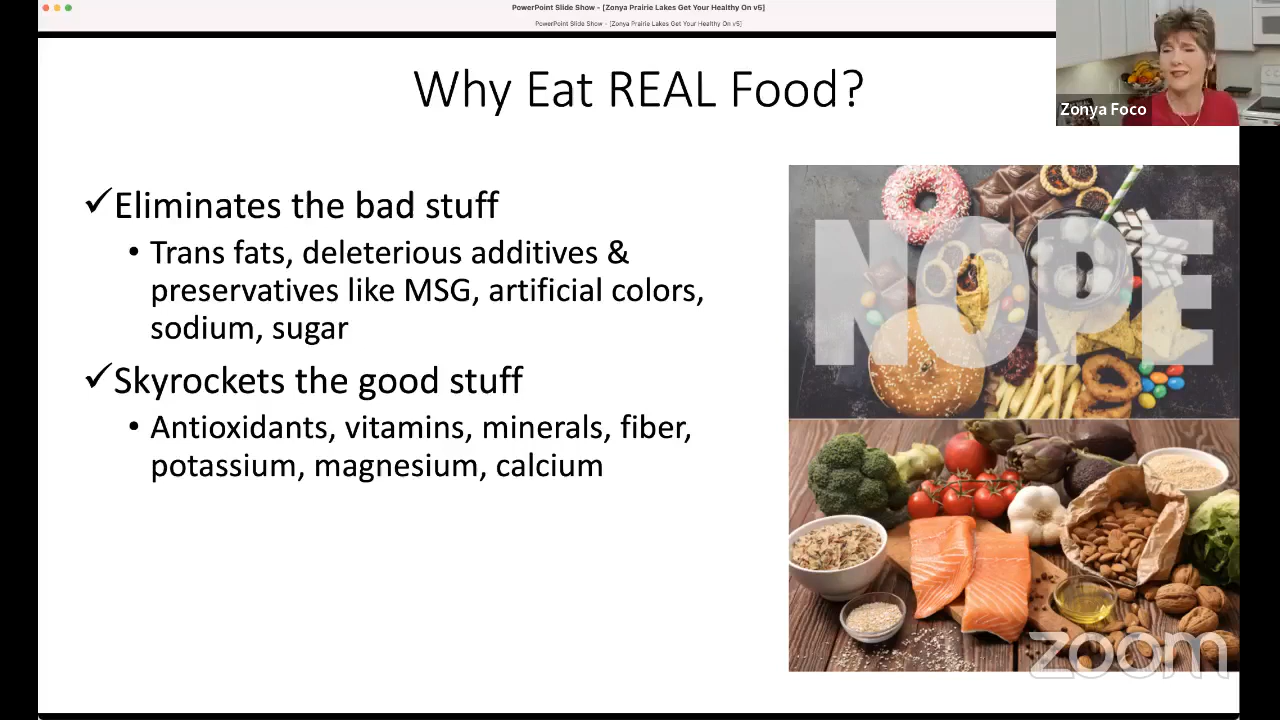 PowerPoint Slide Show - [Zonya Prairie Lakes Get Your Healthy On v5]
PowerPoint Slide Show - [Zonya Prairie Lakes Get Your Healthy On v5]
Zonya Foco
Why Eat REAL Food?
✓Eliminates the bad stuff
• Trans fats, deleterious additives &
preservatives like MSG, artificial colors,
sodium, sugar
✓Skyrockets the good stuff
• Antioxidants, vitamins, minerals, fiber,
potassium, magnesium, calcium
NOPE
zoom